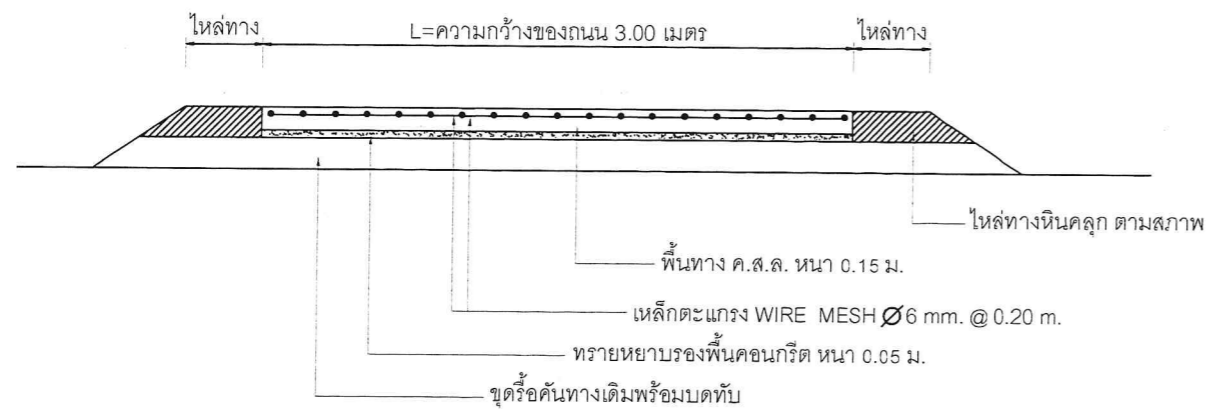 ไหล่ทาง
L=ความกว้างของถนน 3.00 เมตร
ไหล่ทาง
ไหล่ทางหินคลุก ตามสภาพ
พื้นทาง ค.ส.ล. หนา 0.15 ม.
เหล็กตะแกรง WIRE MESH Ø 6 mm. @ 0.20 m.
ทรายหยาบรองพื้นคอนกรีต หนา 0.05 ม.
ขุดรื้อคันทางเดิมพร้อมบดทับ